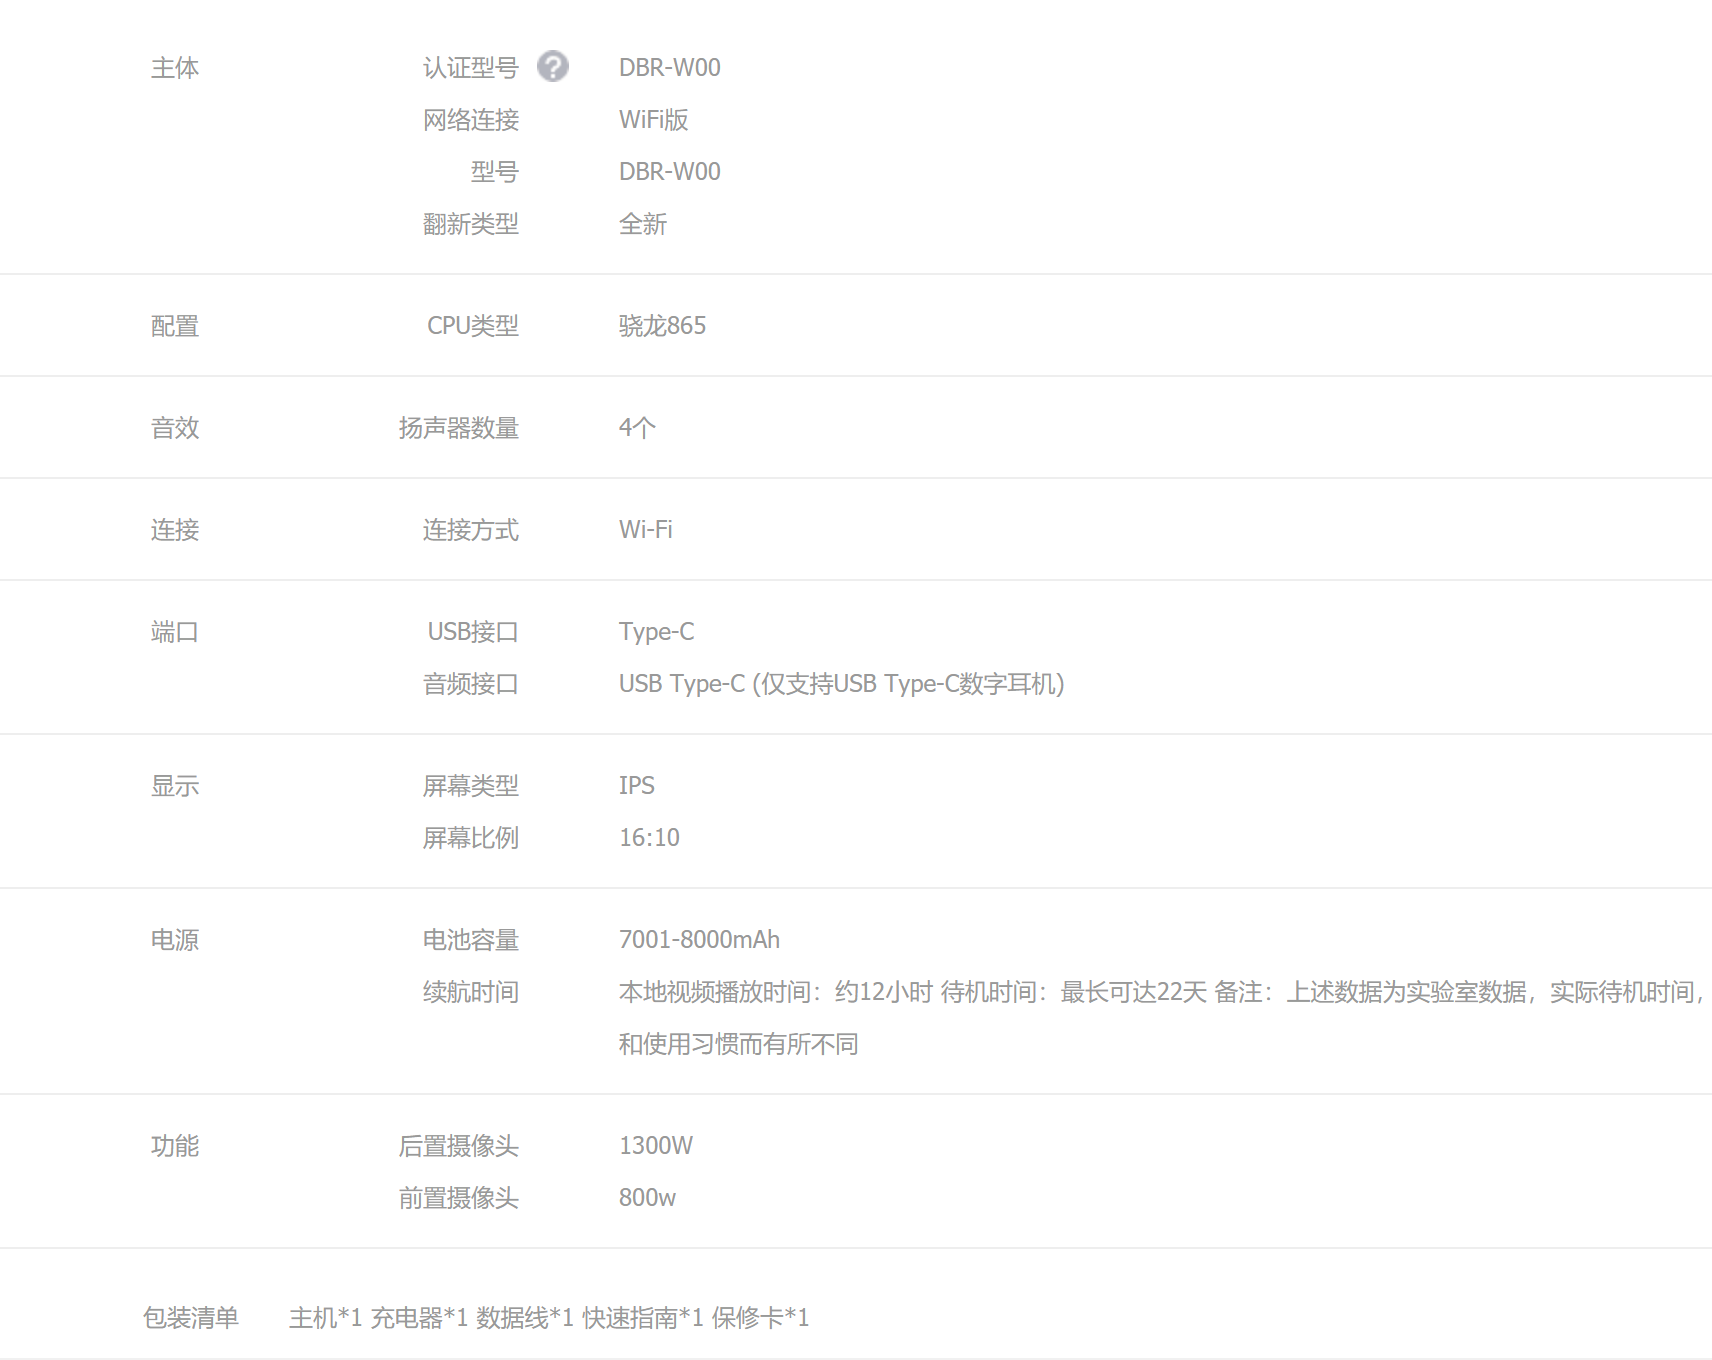 主体 认证型号 ? DBR-W00
网络连接 WiFi版
型号 DBR-W00
翻新类型 全新
配置 CPU类型 骁龙865
音效 扬声器数量 4个
连接 连接方式 Wi-Fi
端口 USB接口 Type-C
音频接口 USB Type-C (仅支持USB Type-C数字耳机)
显示 屏幕类型 IPS
屏幕比例 16:10
电源 电池容量 7001-8000mAh
续航时间 本地视频播放时间：约12小时 待机时间：最长可达22天 备注：上述数据为实验室数据，实际待机时间，
和使用习惯而有所不同
功能 后置摄像头 1300W
前置摄像头 800w
包装清单 主机*1 充电器*1 数据线*1 快速指南*1 保修卡*1